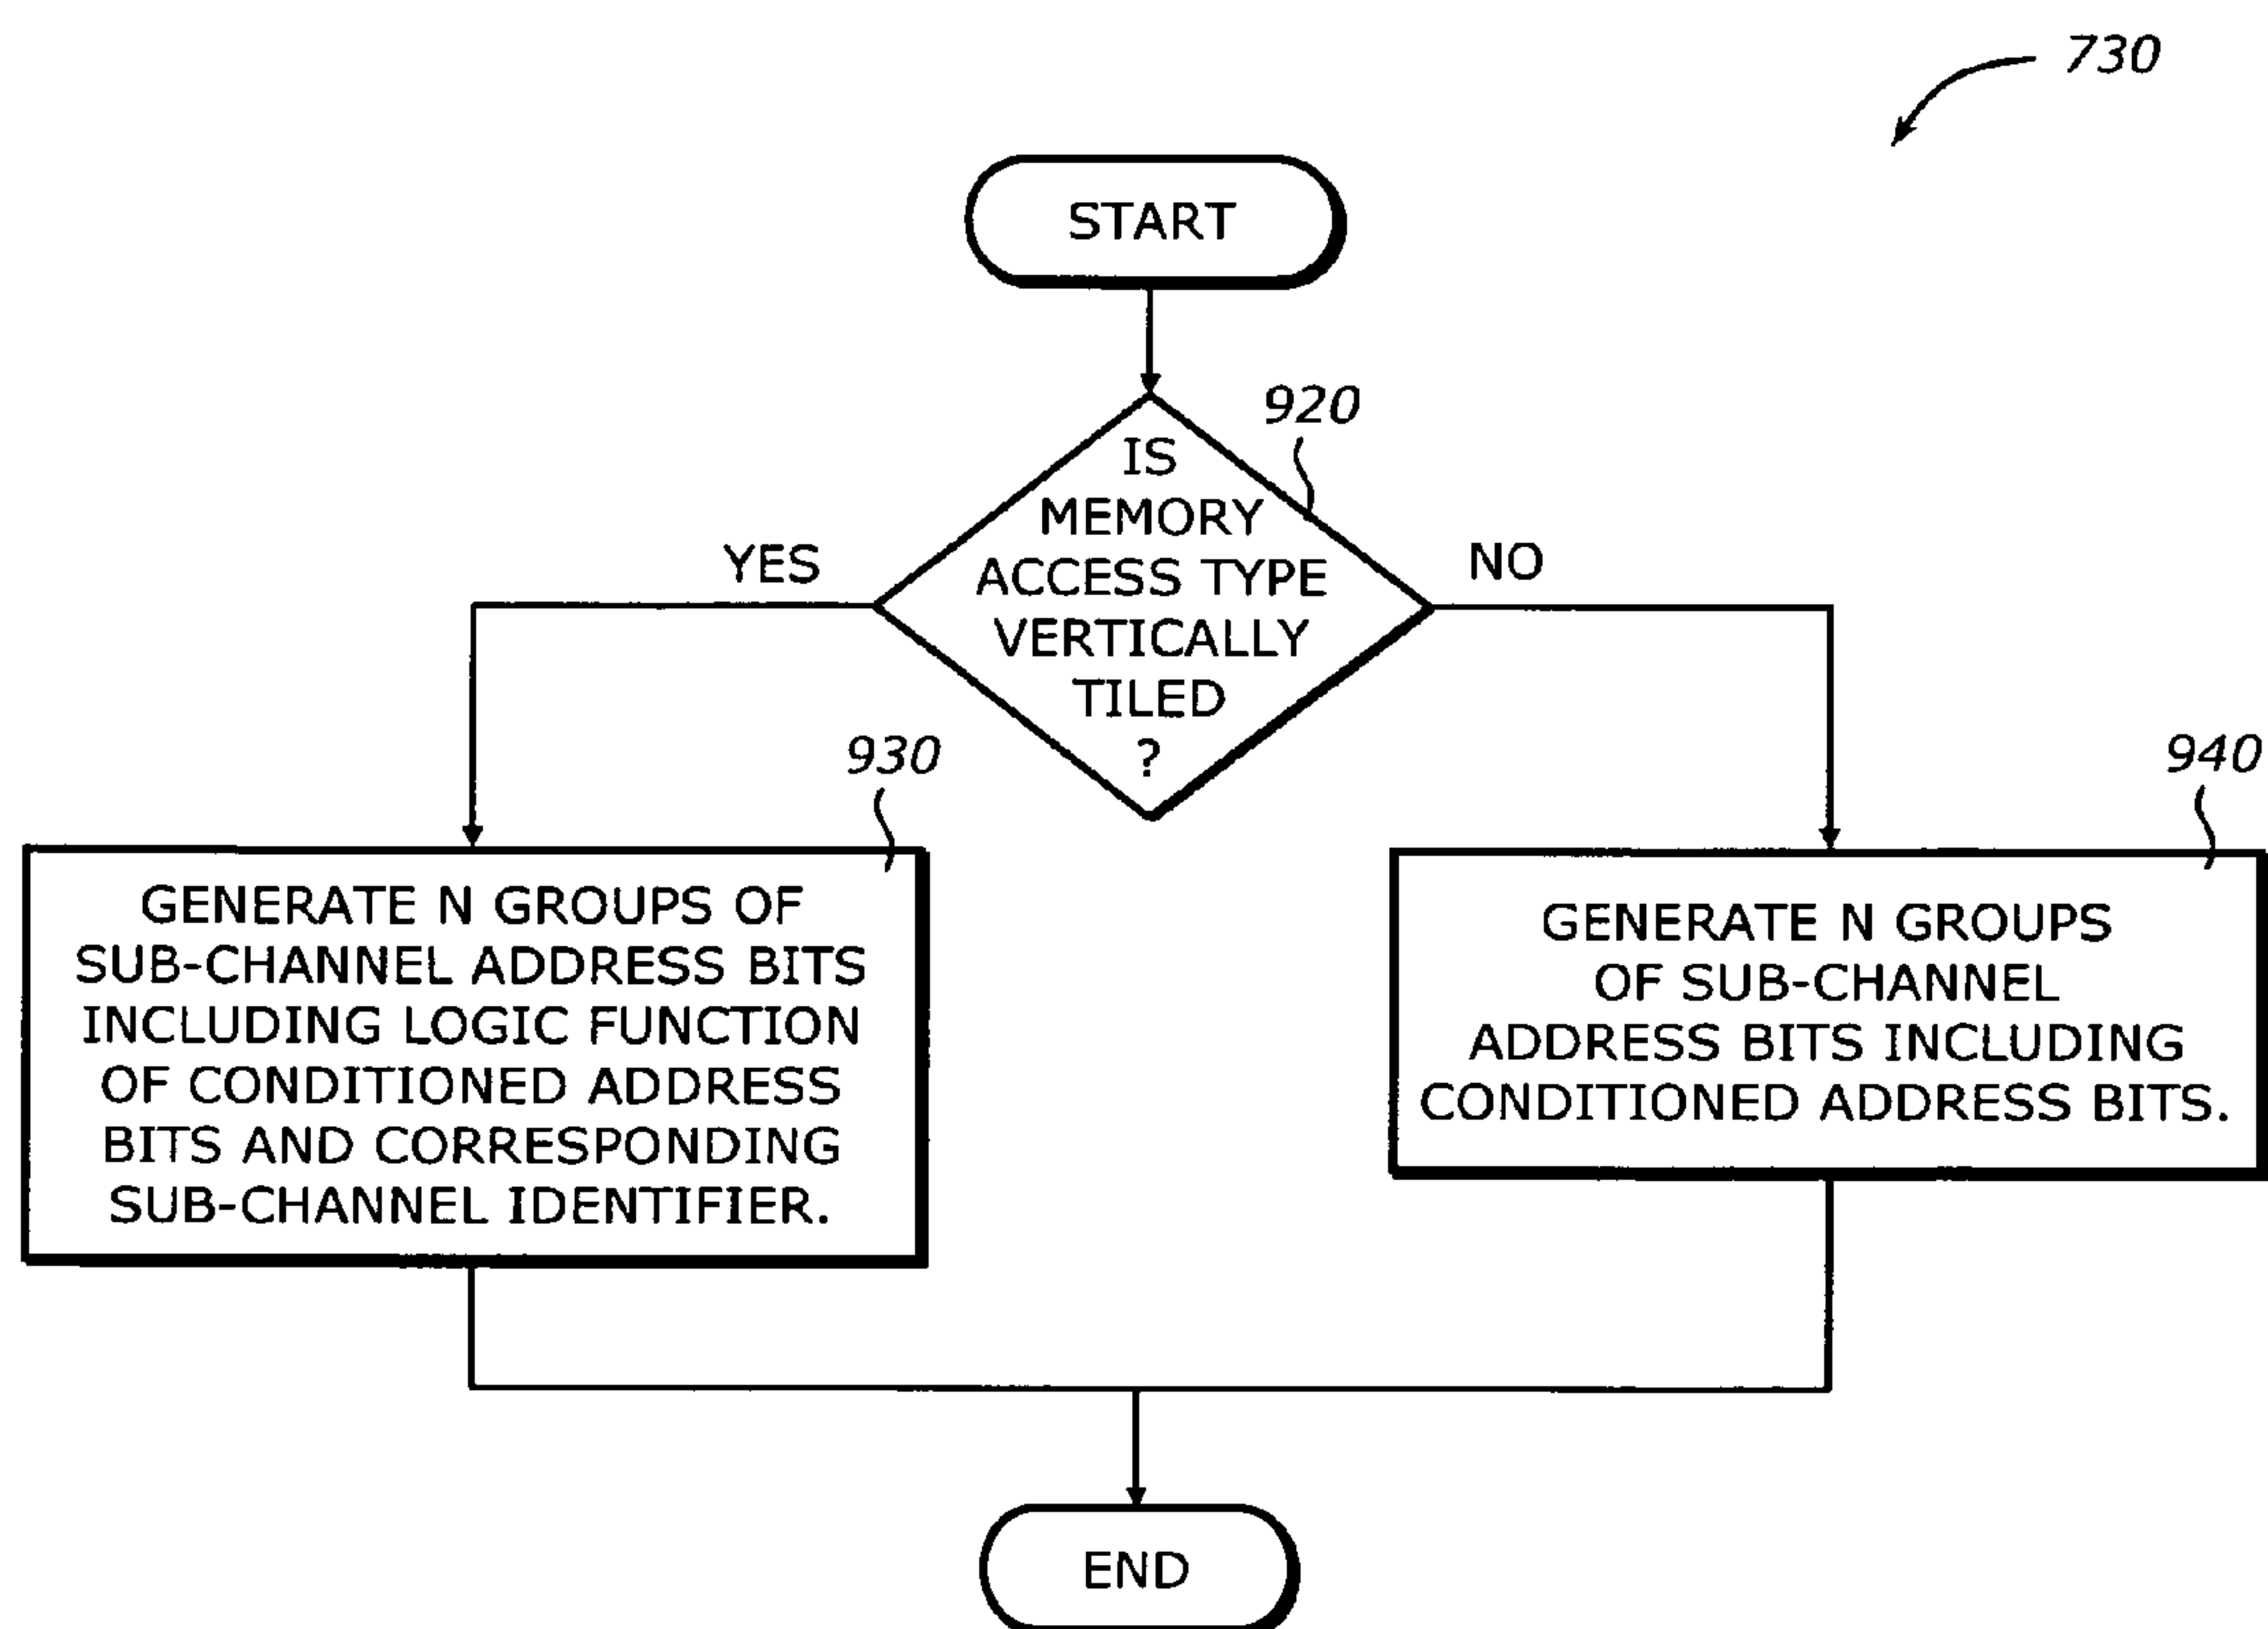 730
START
920
IS
MEMORY
ACCESS TYPE
VERTICALLY
TILED
?
YES
NO
930
GENERATE N GROUPS OF
SUB-CHANNEL ADDRESS BITS
INCLUDING LOGIC FUNCTION
OF CONDITIONED ADDRESS
BITS AND CORRESPONDING
SUB-CHANNEL IDENTIFIER.
940
GENERATE N GROUPS
OF SUB-CHANNEL
ADDRESS BITS INCLUDING
CONDITIONED ADDRESS BITS.
END